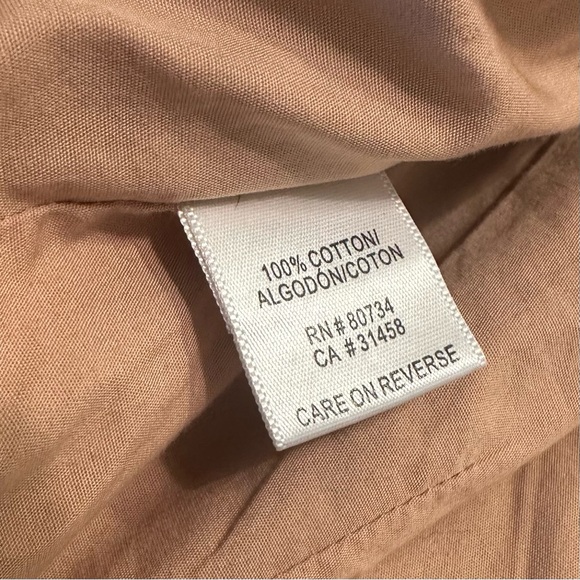 100% COTTON/
ALGODÓN/COTON
RN # 80734
CA # 31458
CARE ON REVERSE